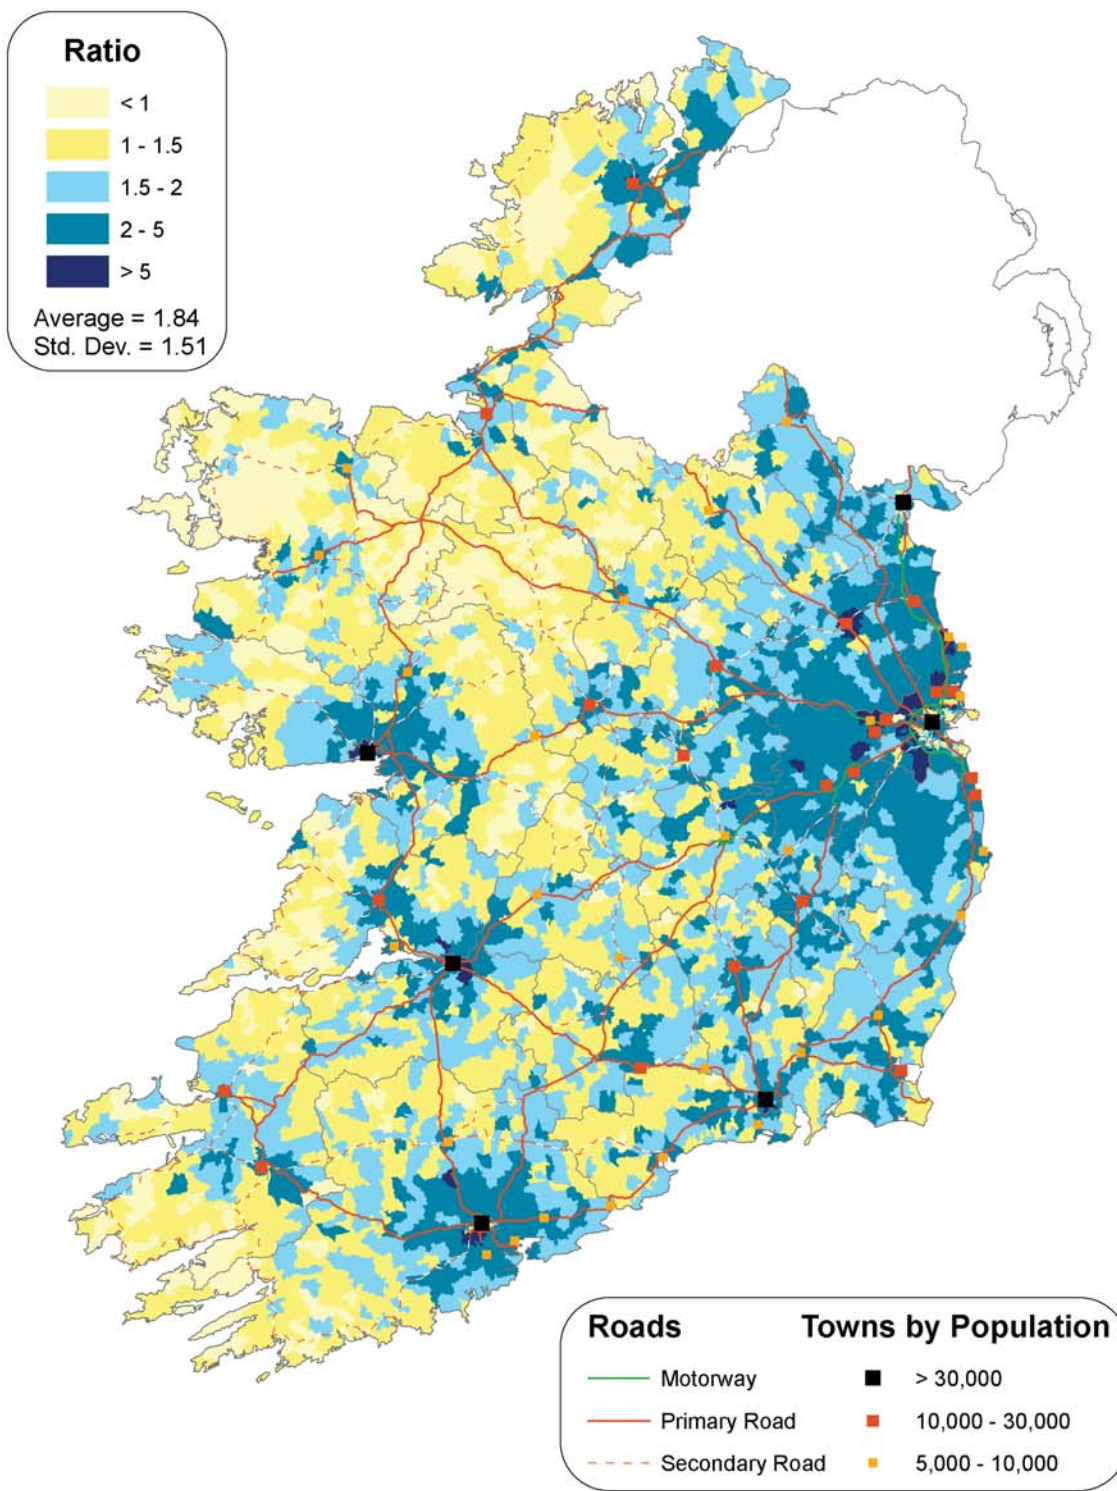 Ratio
< 1
1 - 1.5
1.5 - 2
2 - 5
> 5
Average = 1.84
Std. Dev. = 1.51
Roads Towns by Population
Motorway > 30,000
Primary Road 10,000 - 30,000
Secondary Road 5,000 - 10,000